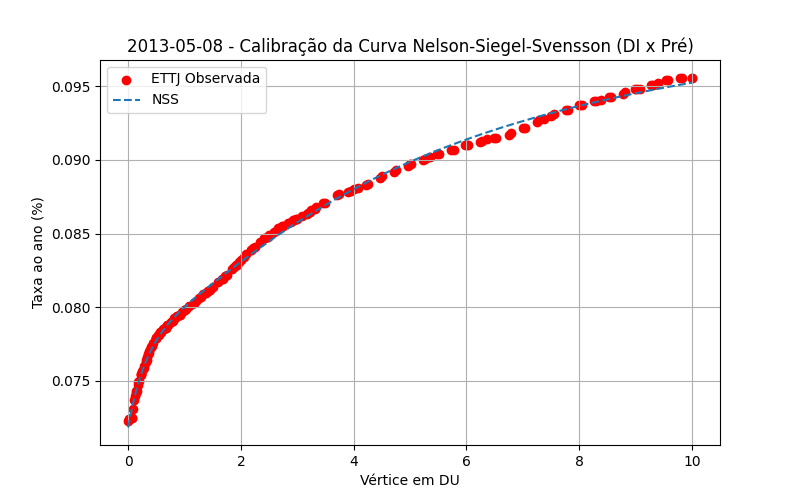 2013-05-08 - Calibração da Curva Nelson-Siegel-Svensson (DI x Pré)
ETTJ Observada
NSS
Taxa ao ano (%)
0.095
0.090
0.085
0.080
0.075
0 2 4 6 8 10
Vértice em DU